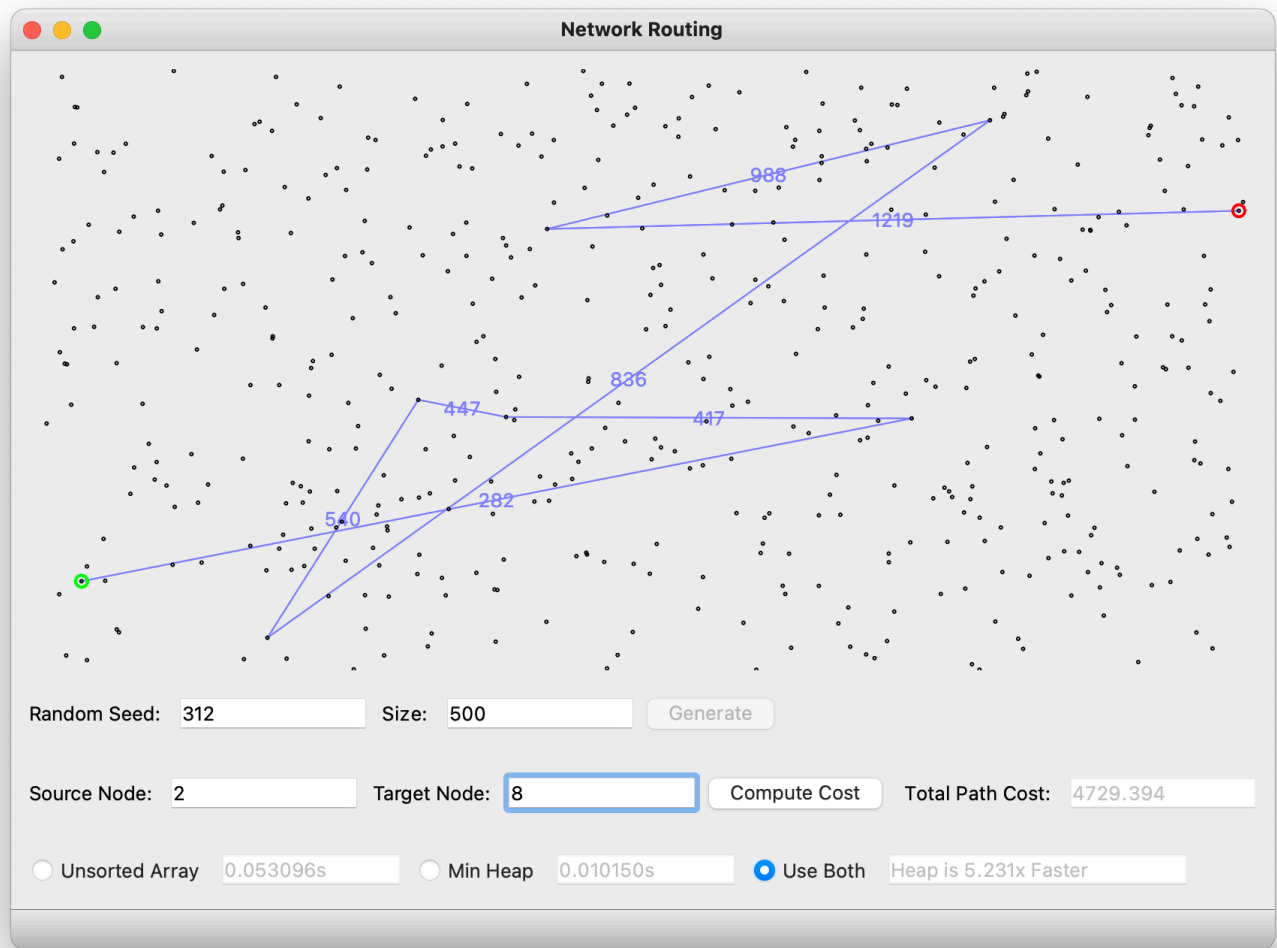 Network Routing
988
1219
836
447
417
282
540
Random Seed: 312 Size: 500 Generate
Source Node: 2 Target Node: 8 Compute Cost Total Path Cost: 4729.394
Unsorted Array 0.053096s Min Heap 0.010150s Use Both Heap is 5.231x Faster